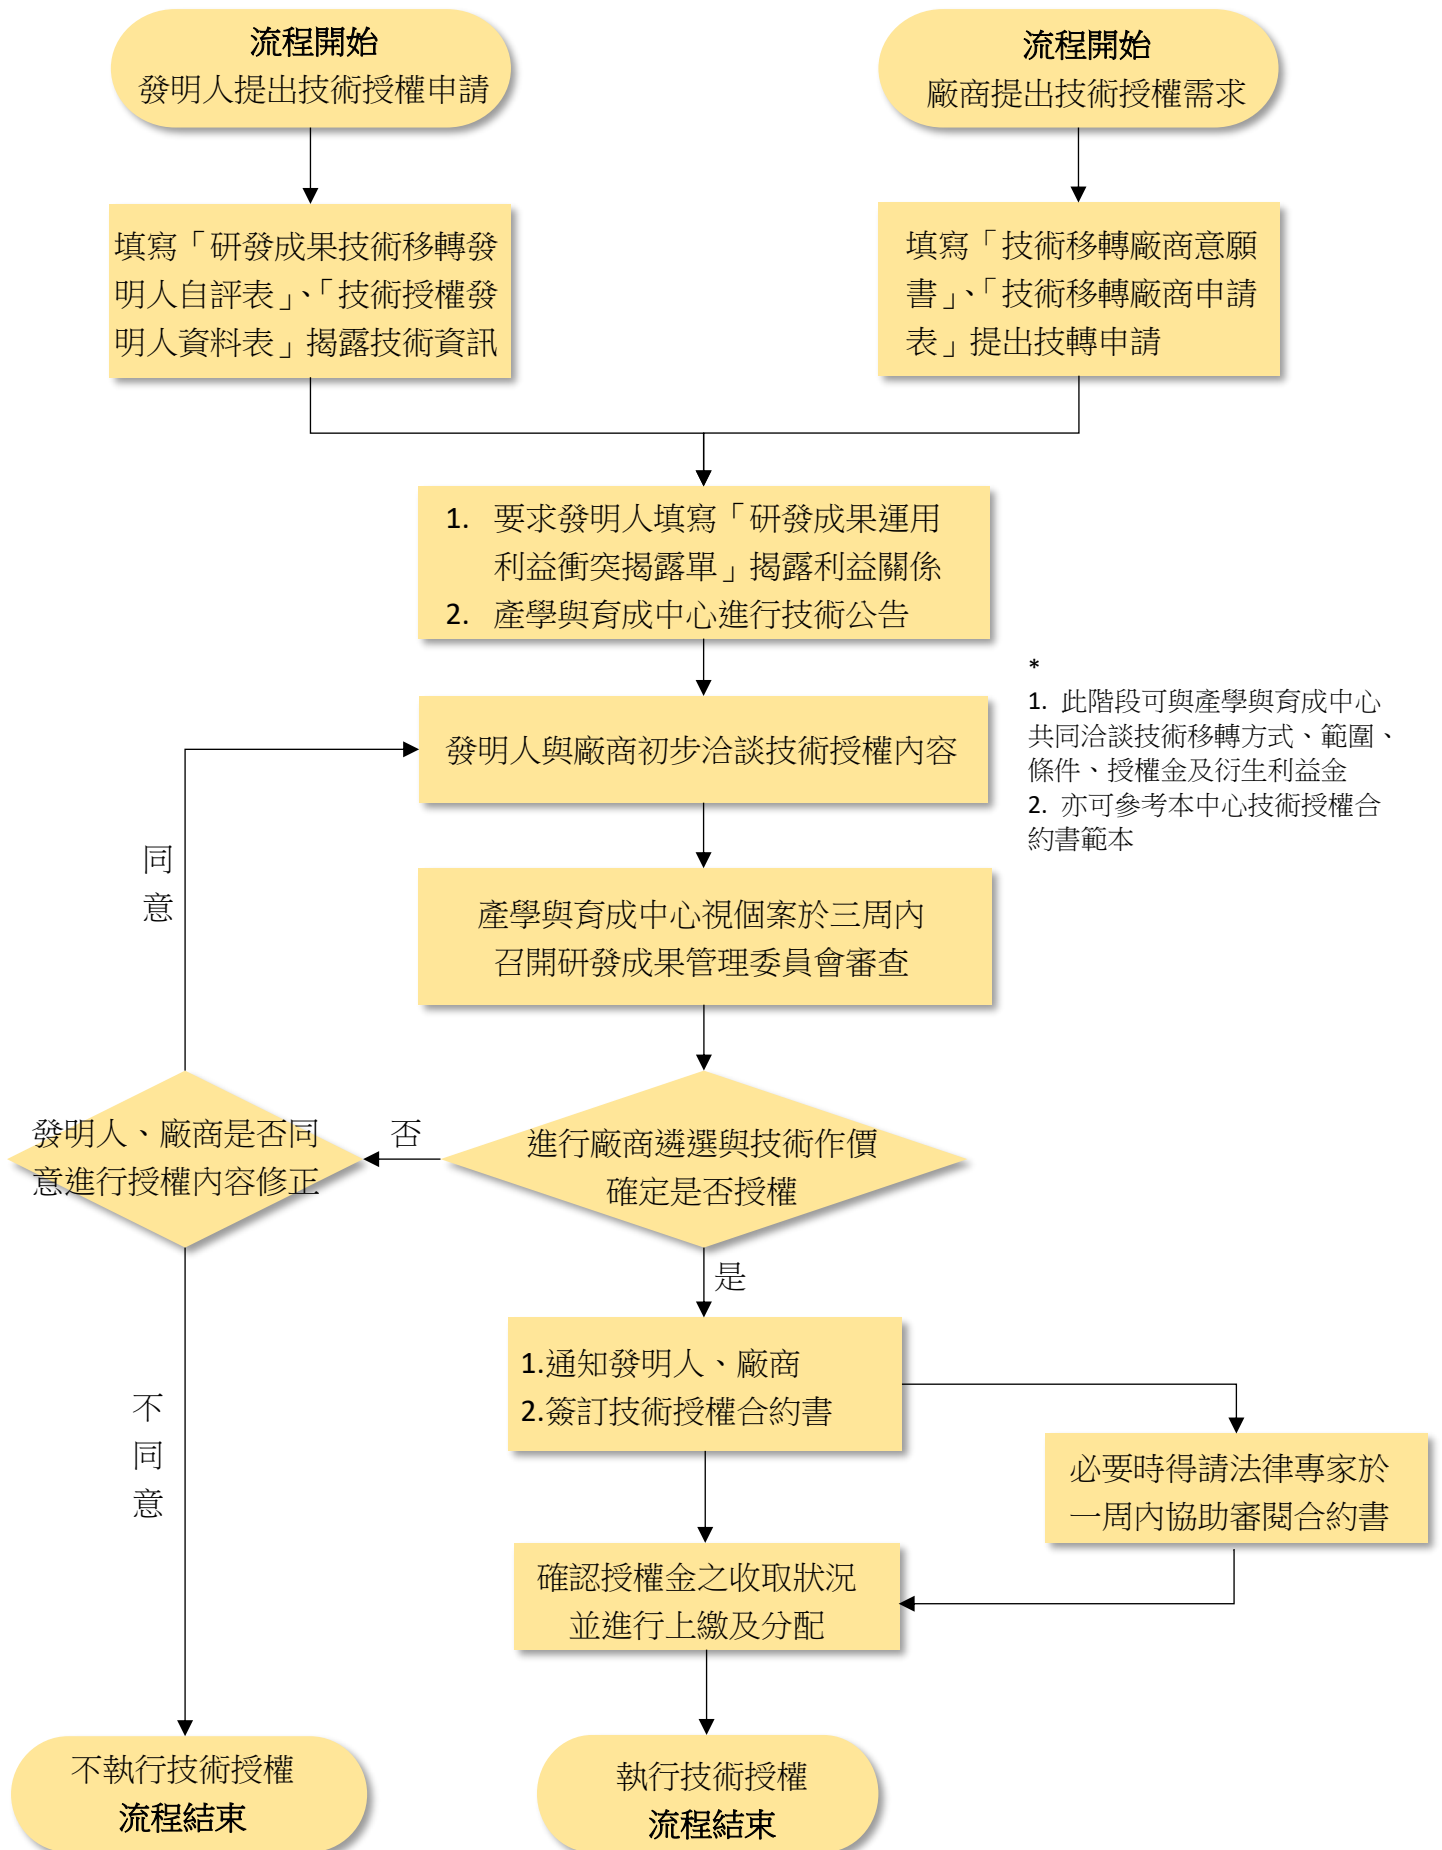 流程開始
發明人提出技術授權申請
流程開始
廠商提出技術授權需求
填寫「研發成果技術移轉發
明人自評表」、「技術授權發
明人資料表」揭露技術資訊
填寫「技術移轉廠商意願
書」、「技術移轉廠商申請
表」提出技轉申請
1. 要求發明人填寫「研發成果運用
利益衝突揭露單」揭露利益關係
2. 產學與育成中心進行技術公告
*
1. 此階段可與產學與育成中心
共同洽談技術移轉方式、範圍、
條件、授權金及衍生利益金
2. 亦可參考本中心技術授權合
約書範本
發明人與廠商初步洽談技術授權內容
同
意
產學與育成中心視個案於三周內
召開研發成果管理委員會審查
發明人、廠商是否同
意進行授權內容修正
否
進行廠商遴選與技術作價
確定是否授權
是
1.通知發明人、廠商
2.簽訂技術授權合約書
不
同
意
必要時得請法律專家於
一周內協助審閱合約書
確認授權金之收取狀況
並進行上繳及分配
不執行技術授權
流程結束
執行技術授權
流程結束